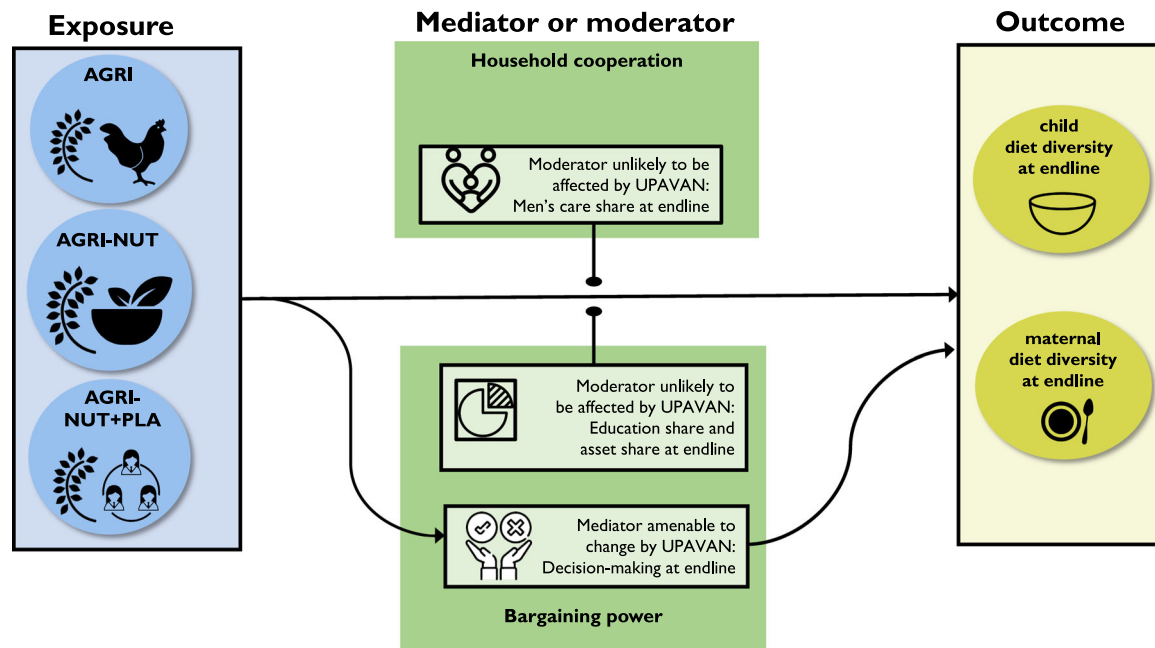 Exposure
AGRI
AGRI-NUT
AGRI-
NUT+PLA
Mediator or moderator
Household cooperation
Moderator unlikely to be
affected by UPAVAN:
Men's care share at endline
Moderator unlikely to
be affected by UPAVAN:
Education share and
asset share at endline
Mediator amenable to
change by UPAVAN:
Decision-making at endline
Bargaining power
Outcome
child
diet diversity
at endline
maternal
diet diversity
at endline